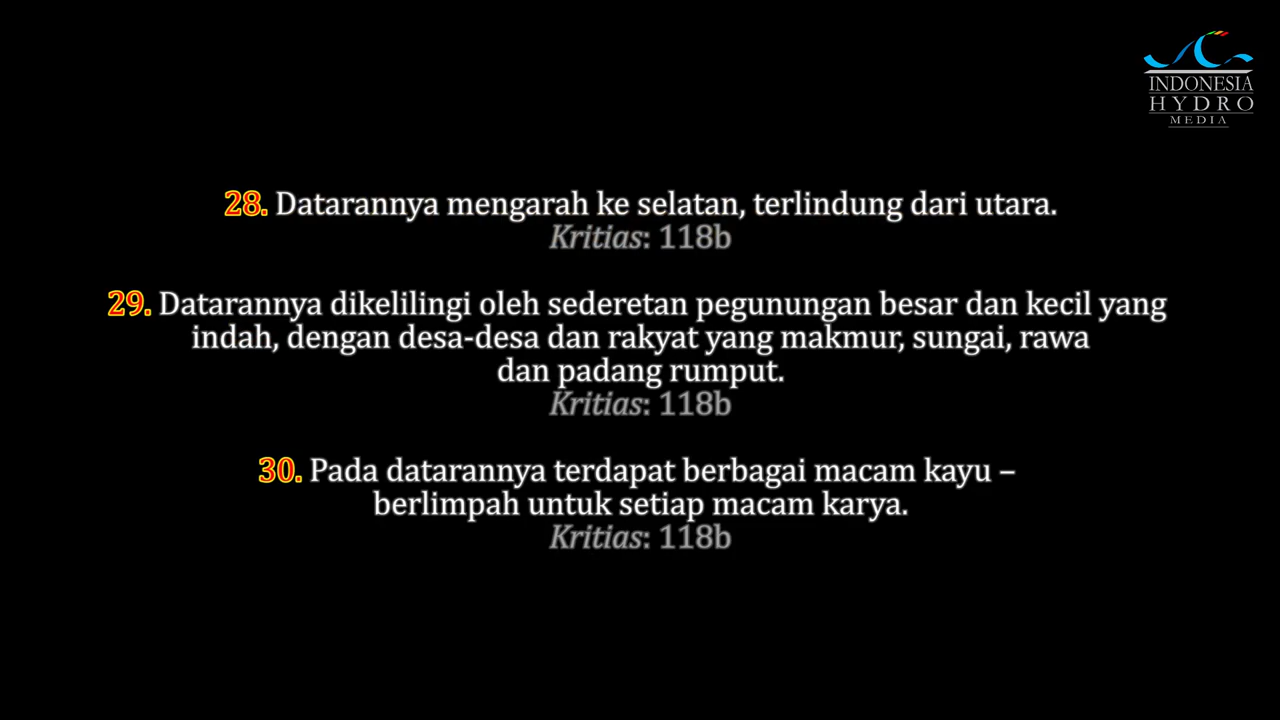 INDONESIA
HYDRO
MEDIA
28. Datarannya mengarah ke selatan, terlindung dari utara.
Kritias: 118b
29. Datarannya dikelilingi oleh sederetan pegunungan besar dan kecil yang
indah, dengan desa-desa dan rakyat yang makmur, sungai, rawa
dan padang rumput.
Kritias: 118b
30. Pada datarannya terdapat berbagai macam kayu –
berlimpah untuk setiap macam karya.
Kritias: 118b